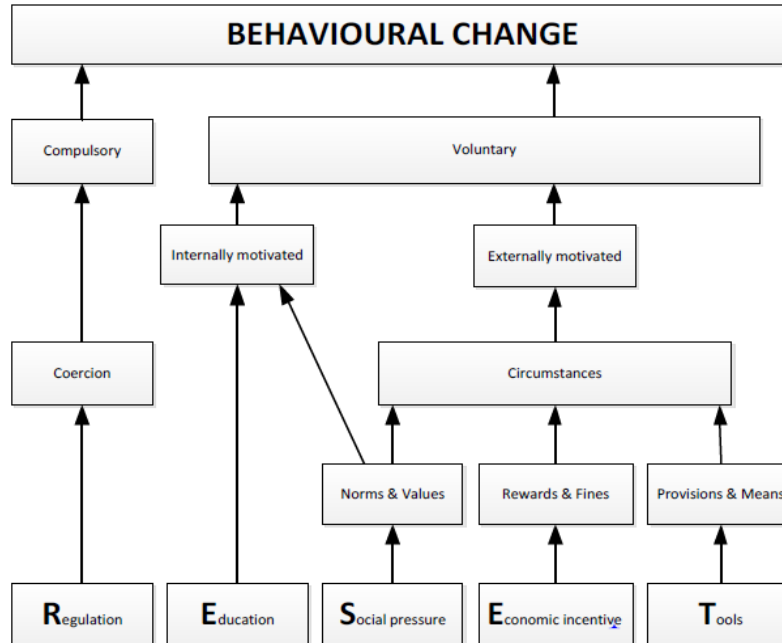 BEHAVIOURAL CHANGE
Compulsory
Voluntary
Internally motivated
Externally motivated
Coercion
Circumstances
Norms & Values
Rewards & Fines
Provisions & Means
Regulation
Education
Social pressure
Economic incentive
Tools